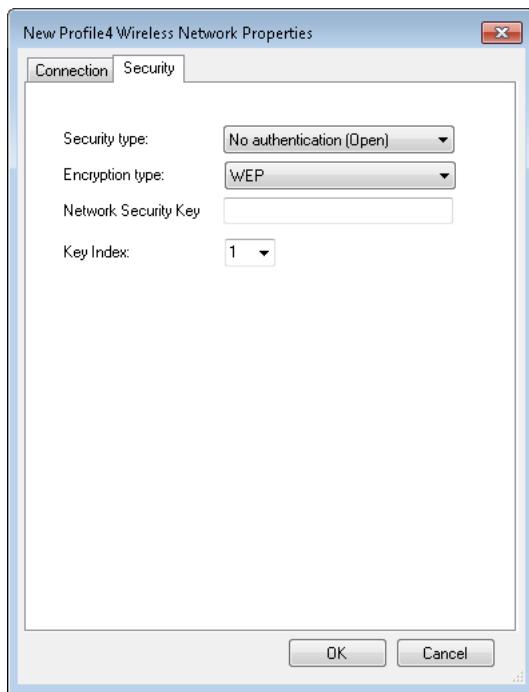 New Profile4 Wireless Network Properties
Connection Security
Security type: No authentication (Open)
Encryption type: WEP
Network Security Key
Key Index: 1
OK Cancel